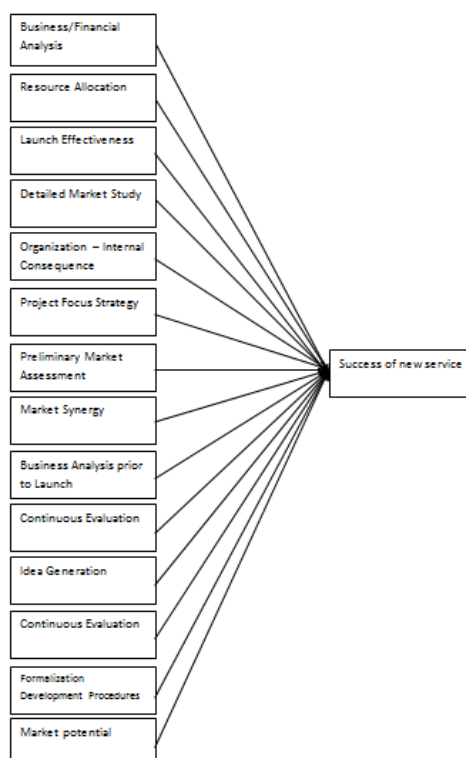 Business/Financial
Analysis
Resource Allocation
Launch Effectiveness
Detailed Market Study
Organization – Internal
Consequence
Project Focus Strategy
Preliminary Market
Assessment
Success of new service
Market Synergy
Business Analysis prior
to Launch
Continuous Evaluation
Idea Generation
Continuous Evaluation
Formalization
Development Procedures
Market potential